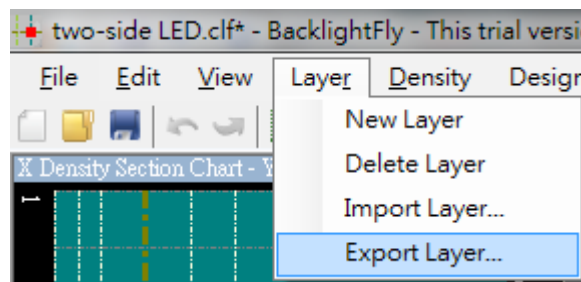 two-side LED.clf* - BacklightFly - This trial versi
File Edit View Layer Density Design
New Layer
X Density Section Chart - Y
Delete Layer
1
Import Layer...
Export Layer...